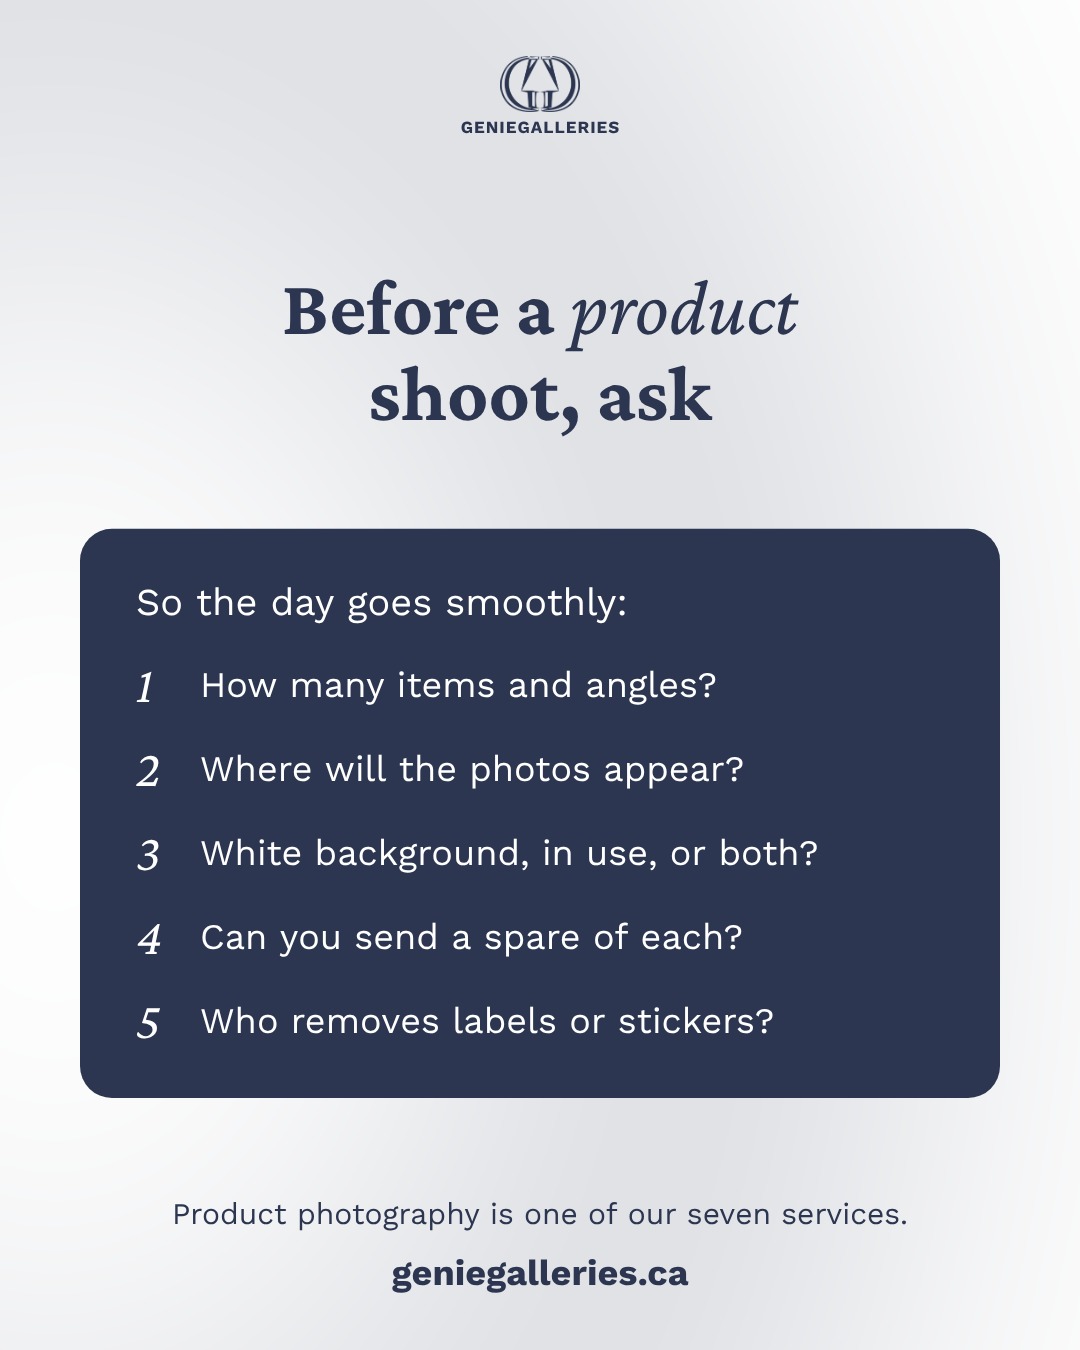 GENIEGALLERIES
Before a product
shoot, ask
So the day goes smoothly:
1 How many items and angles?
2 Where will the photos appear?
3 White background, in use, or both?
4 Can you send a spare of each?
5 Who removes labels or stickers?
Product photography is one of our seven services.
geniegalleries.ca